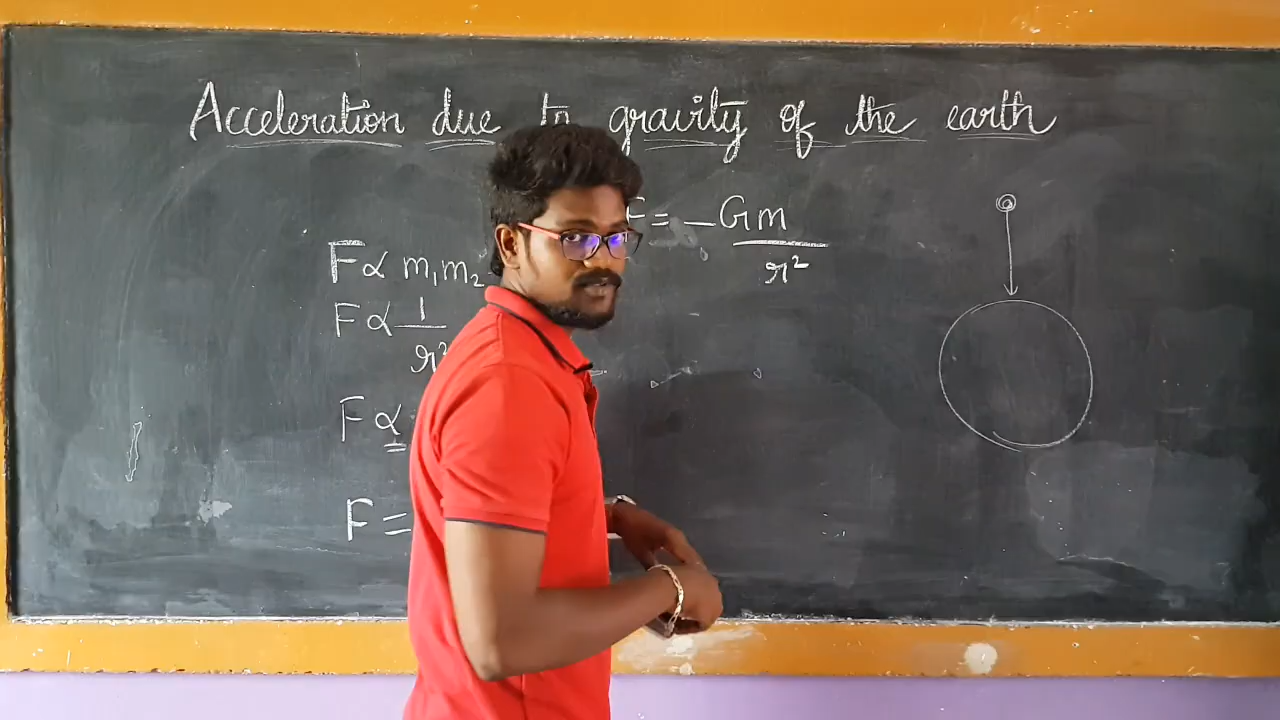 Acceleration due to gravity of the earth
F = -Gm
r²
F ∝ m₁m₂
F ∝ 1
r²
F ∝
F =